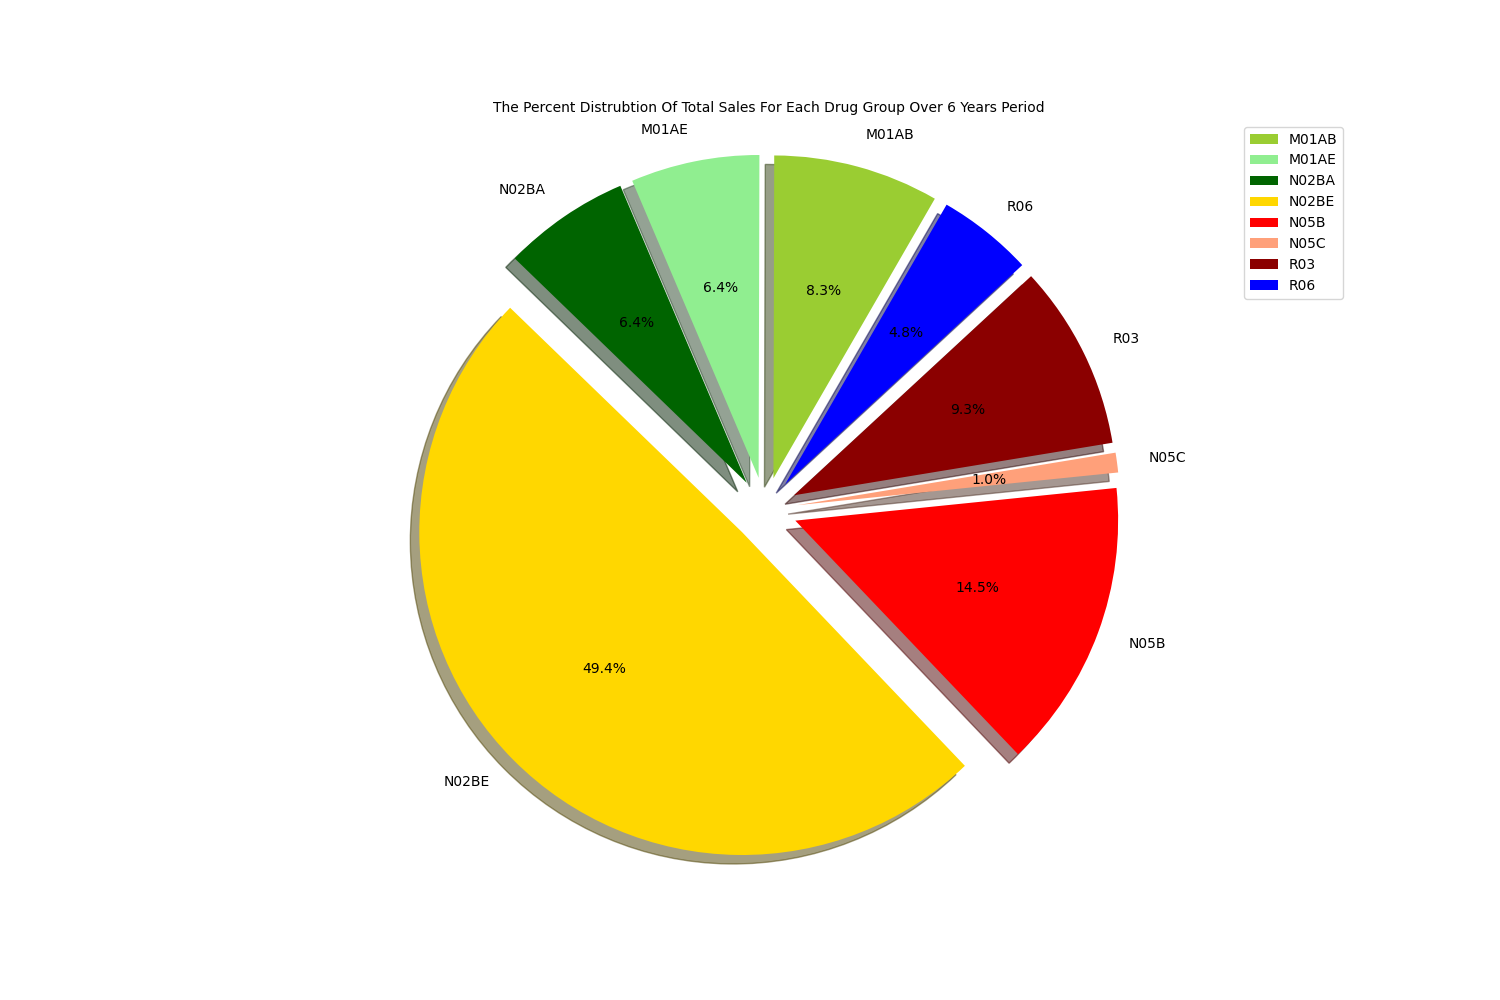 The Percent Distrubtion Of Total Sales For Each Drug Group Over 6 Years Period
M01AE
M01AB
N02BA
R06
R03
N05C
N05B
N02BE
6.4%
8.3%
6.4%
4.8%
9.3%
1.0%
14.5%
49.4%
M01AB
M01AE
N02BA
N02BE
N05B
N05C
R03
R06